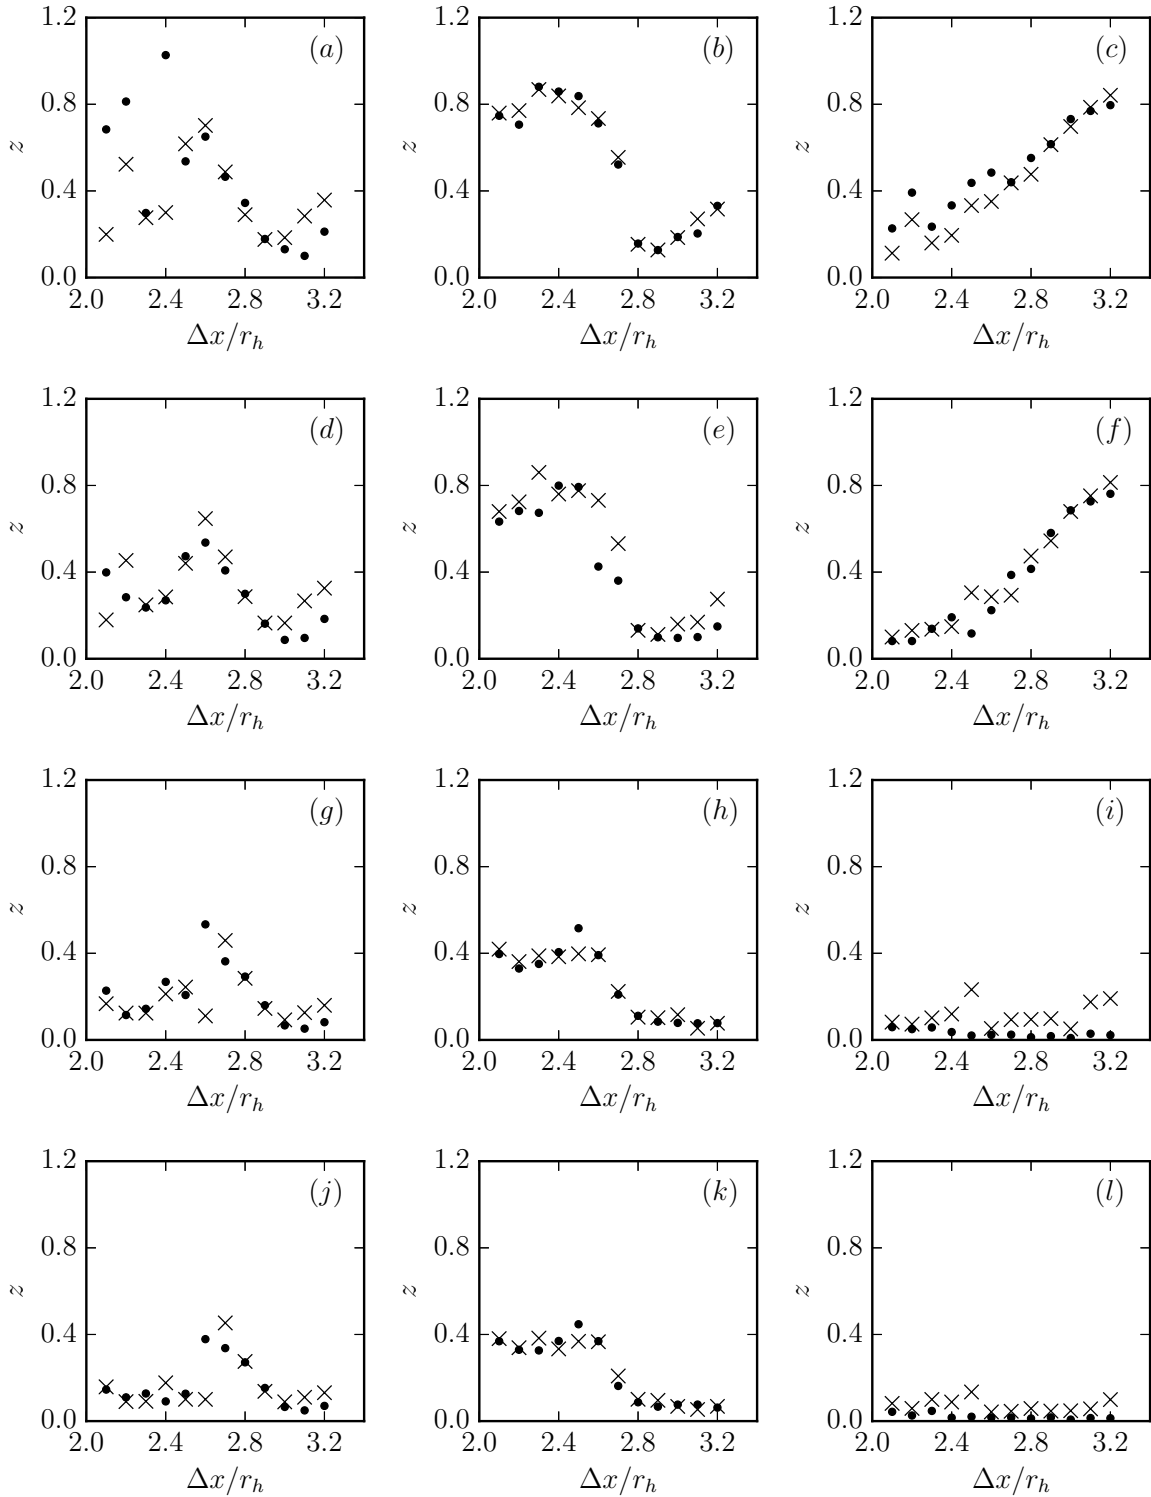 1.2 (a) 1.2 (b) 1.2 (c)
0.8 0.8 0.8
z z z
0.4 0.4 0.4
0.0 0.0 0.0
2.0 2.4 2.8 3.2 2.0 2.4 2.8 3.2 2.0 2.4 2.8 3.2
Δx/r_h Δx/r_h Δx/r_h
1.2 (d) 1.2 (e) 1.2 (f)
0.8 0.8 0.8
z z z
0.4 0.4 0.4
0.0 0.0 0.0
2.0 2.4 2.8 3.2 2.0 2.4 2.8 3.2 2.0 2.4 2.8 3.2
Δx/r_h Δx/r_h Δx/r_h
1.2 (g) 1.2 (h) 1.2 (i)
0.8 0.8 0.8
z z z
0.4 0.4 0.4
0.0 0.0 0.0
2.0 2.4 2.8 3.2 2.0 2.4 2.8 3.2 2.0 2.4 2.8 3.2
Δx/r_h Δx/r_h Δx/r_h
1.2 (j) 1.2 (k) 1.2 (l)
0.8 0.8 0.8
z z z
0.4 0.4 0.4
0.0 0.0 0.0
2.0 2.4 2.8 3.2 2.0 2.4 2.8 3.2 2.0 2.4 2.8 3.2
Δx/r_h Δx/r_h Δx/r_h